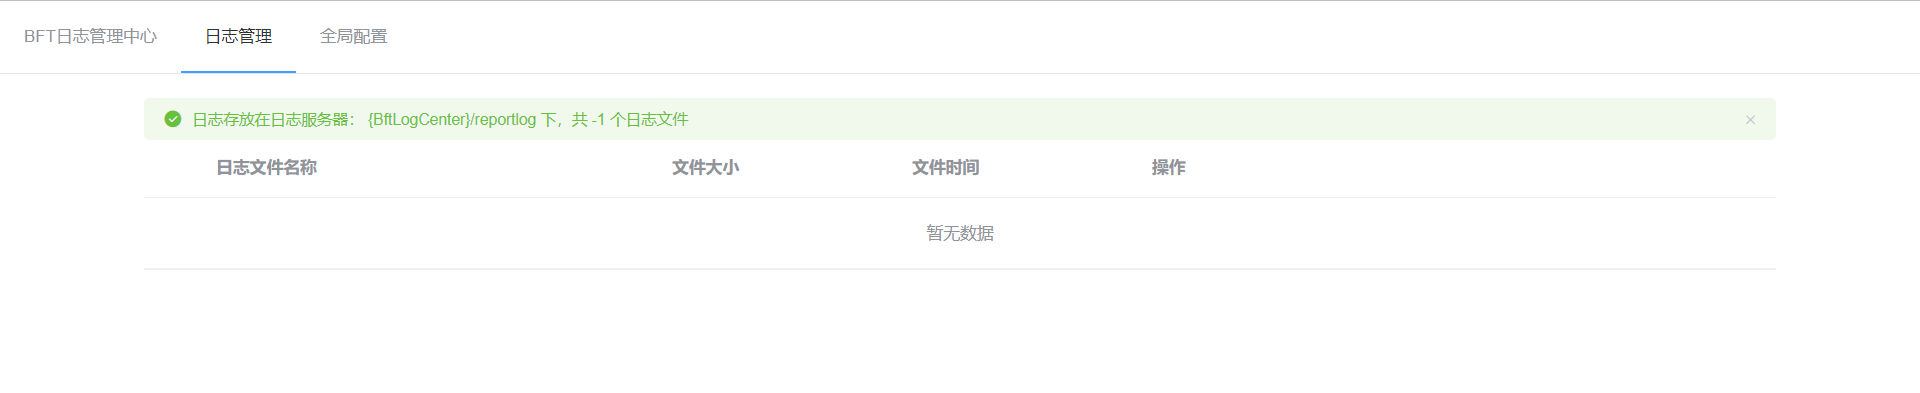 BFT日志管理中心 日志管理 全局配置
日志存放在日志服务器： {BftLogCenter}/reportlog 下，共 -1 个日志文件
日志文件名称 文件大小 文件时间 操作
暂无数据